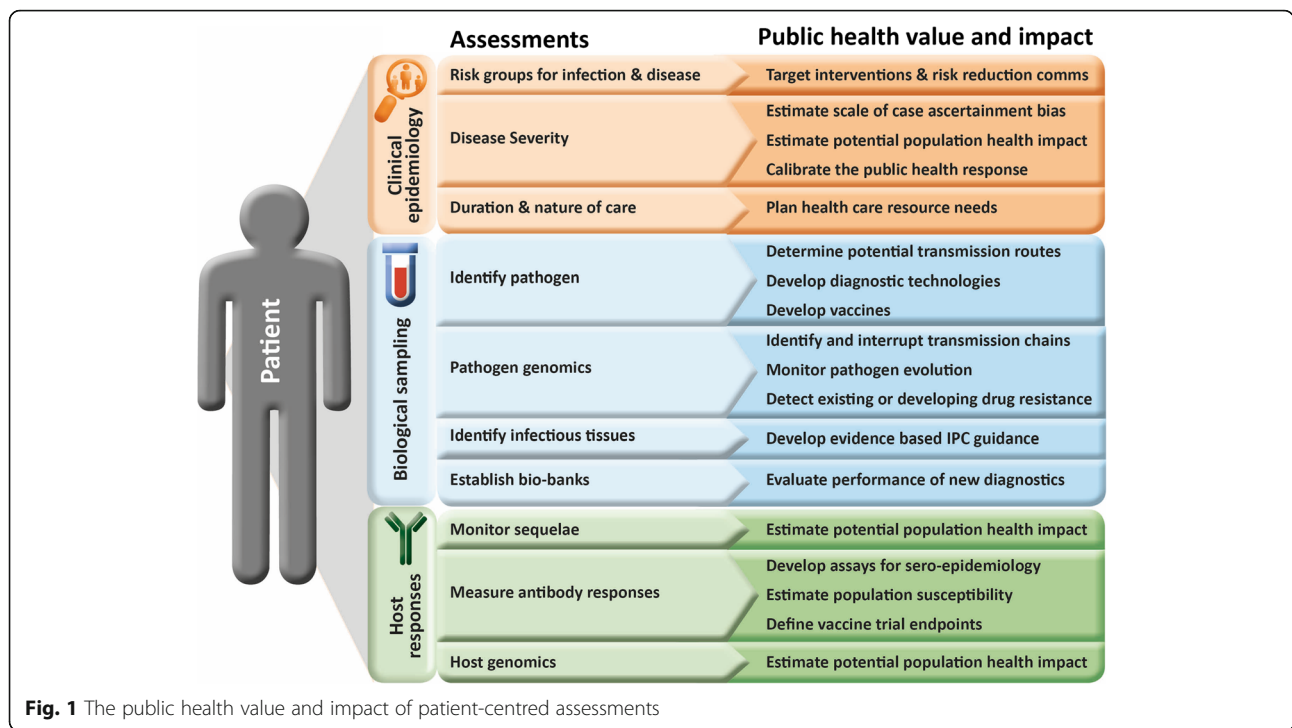 Assessments
Public health value and impact
Patient
Clinical
epidemiology
Risk groups for infection & disease
Target interventions & risk reduction comms
Disease Severity
Estimate scale of case ascertainment bias
Estimate potential population health impact
Calibrate the public health response
Duration & nature of care
Plan health care resource needs
Biological sampling
Identify pathogen
Determine potential transmission routes
Develop diagnostic technologies
Develop vaccines
Pathogen genomics
Identify and interrupt transmission chains
Monitor pathogen evolution
Detect existing or developing drug resistance
Identify infectious tissues
Develop evidence based IPC guidance
Establish bio-banks
Evaluate performance of new diagnostics
Host
responses
Monitor sequelae
Estimate potential population health impact
Measure antibody responses
Develop assays for sero-epidemiology
Estimate population susceptibility
Define vaccine trial endpoints
Host genomics
Estimate potential population health impact
Fig. 1 The public health value and impact of patient-centred assessments